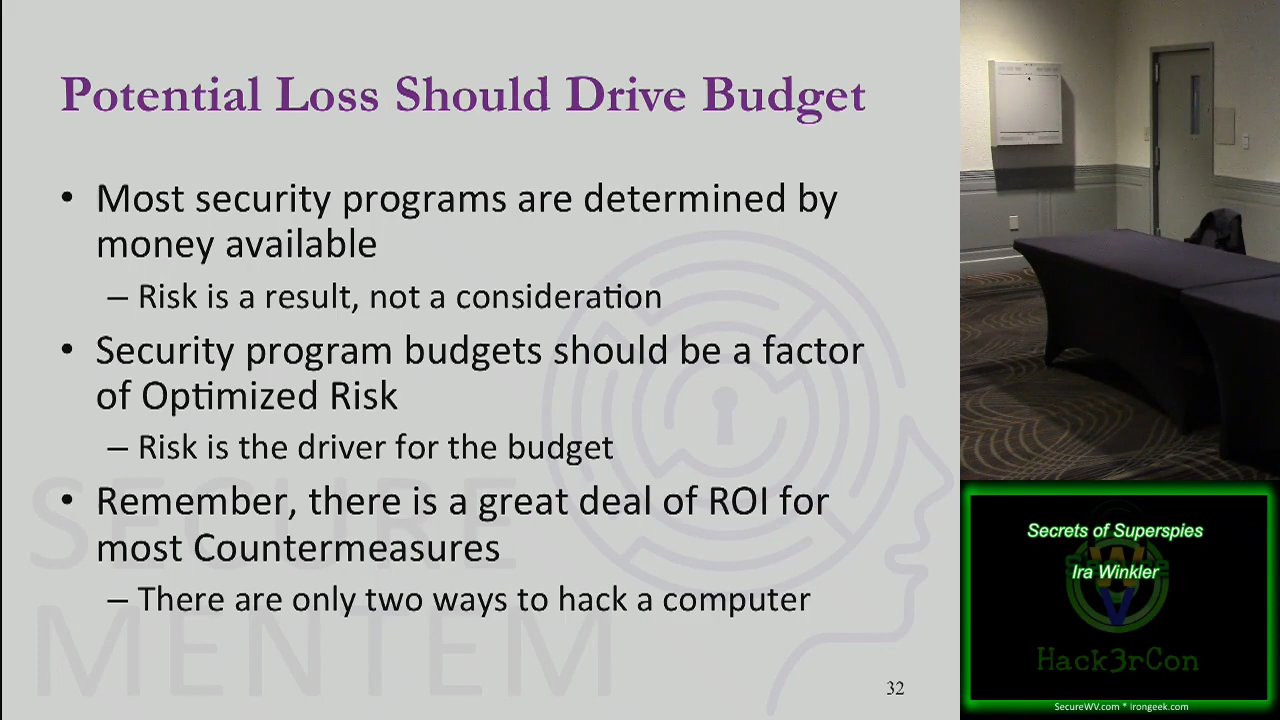 Potential Loss Should Drive Budget
• Most security programs are determined by
money available
– Risk is a result, not a consideration
• Security program budgets should be a factor
of Optimized Risk
– Risk is the driver for the budget
• Remember, there is a great deal of ROI for
most Countermeasures
– There are only two ways to hack a computer
SECURE
MENTEM
32
Secrets of Superspies
Ira Winkler
W
V
Hack3rCon
SecureWV.com * Irongeek.com